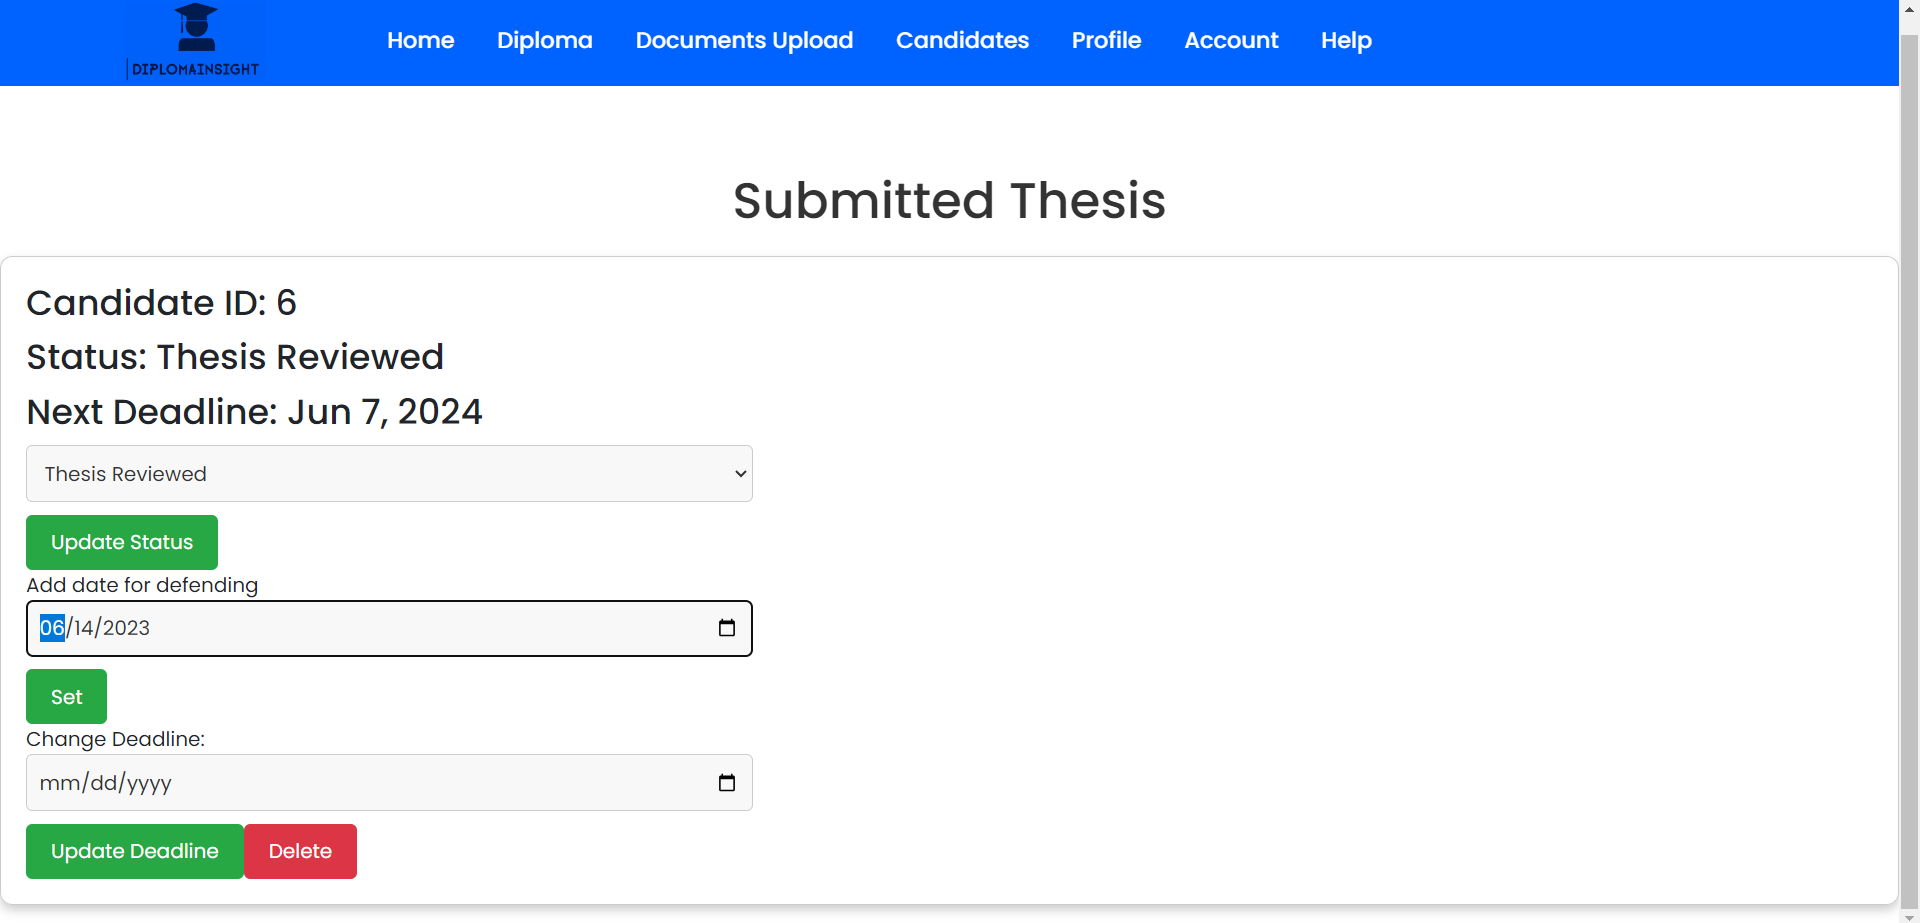 DIPLOMAINSIGHT
Home Diploma Documents Upload Candidates Profile Account Help
Submitted Thesis
Candidate ID: 6
Status: Thesis Reviewed
Next Deadline: Jun 7, 2024
Thesis Reviewed
Update Status
Add date for defending
06/14/2023
Set
Change Deadline:
mm/dd/yyyy
Update Deadline Delete